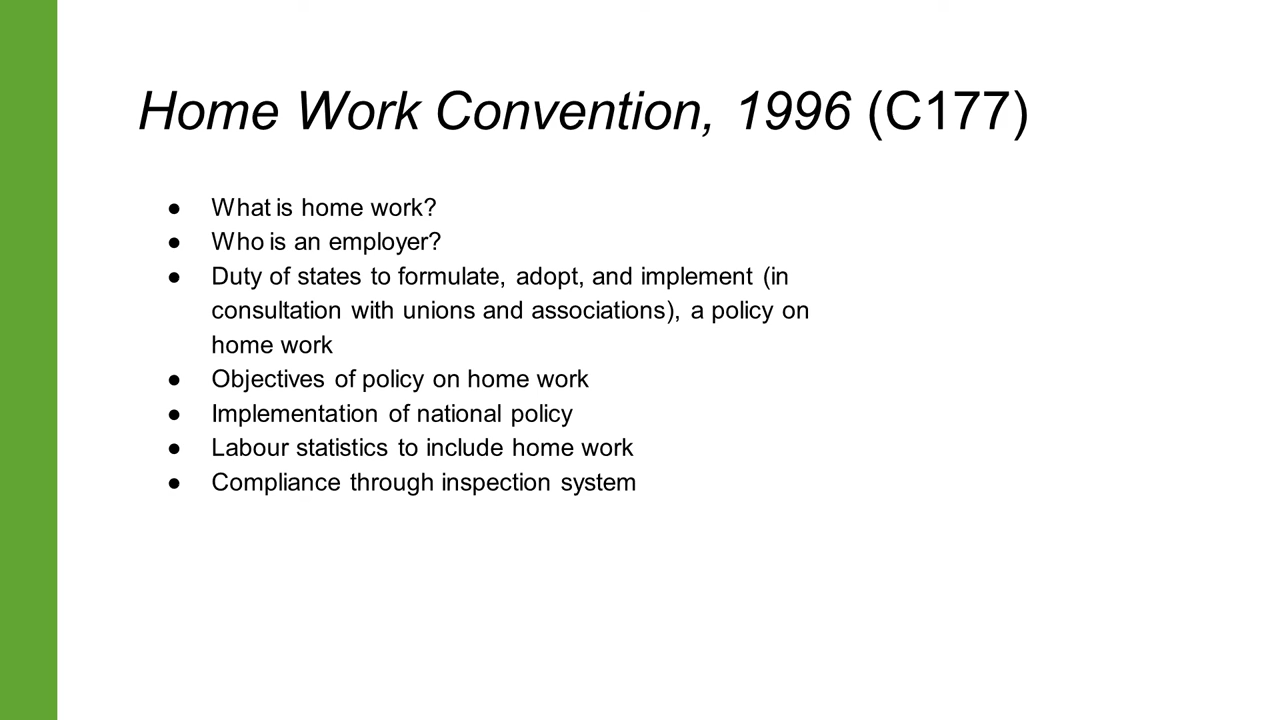 Home Work Convention, 1996 (C177)
● What is home work?
● Who is an employer?
● Duty of states to formulate, adopt, and implement (in
consultation with unions and associations), a policy on
home work
● Objectives of policy on home work
● Implementation of national policy
● Labour statistics to include home work
● Compliance through inspection system